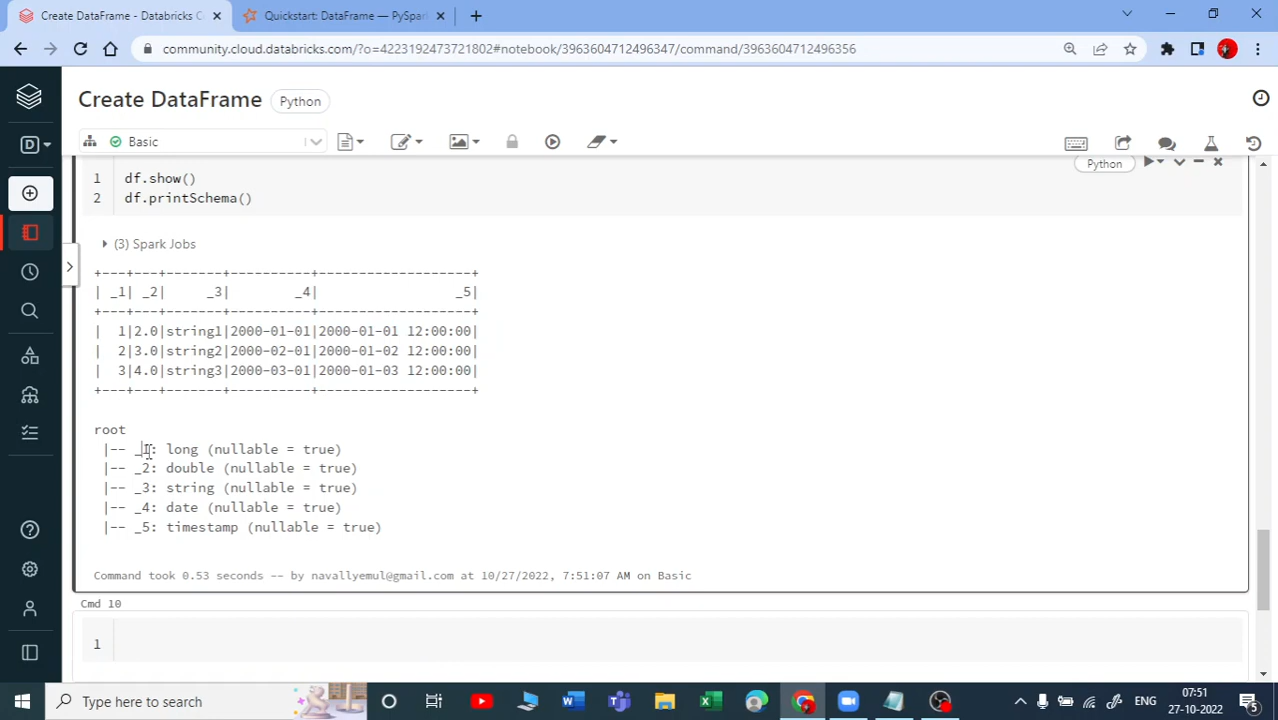 Create DataFrame - Databricks C
Quickstart: DataFrame — PySpar
community.cloud.databricks.com/?o=4223192473721802#notebook/3963604712496347/command/3963604712496356
Create DataFrame
Python
D
Basic
Python
1 df.show()
2 df.printSchema()
(3) Spark Jobs
+---+---+-------+----------+-------------------+
| _1| _2|     _3|        _4|                 _5|
+---+---+-------+----------+-------------------+
|  1|2.0|string1|2000-01-01|2000-01-01 12:00:00|
|  2|3.0|string2|2000-02-01|2000-01-02 12:00:00|
|  3|4.0|string3|2000-03-01|2000-01-03 12:00:00|
+---+---+-------+----------+-------------------+
root
|-- _1: long (nullable = true)
|-- _2: double (nullable = true)
|-- _3: string (nullable = true)
|-- _4: date (nullable = true)
|-- _5: timestamp (nullable = true)
Command took 0.53 seconds -- by navallyemul@gmail.com at 10/27/2022, 7:51:07 AM on Basic
Cmd 10
1
Type here to search
ENG
07:51
27-10-2022
5